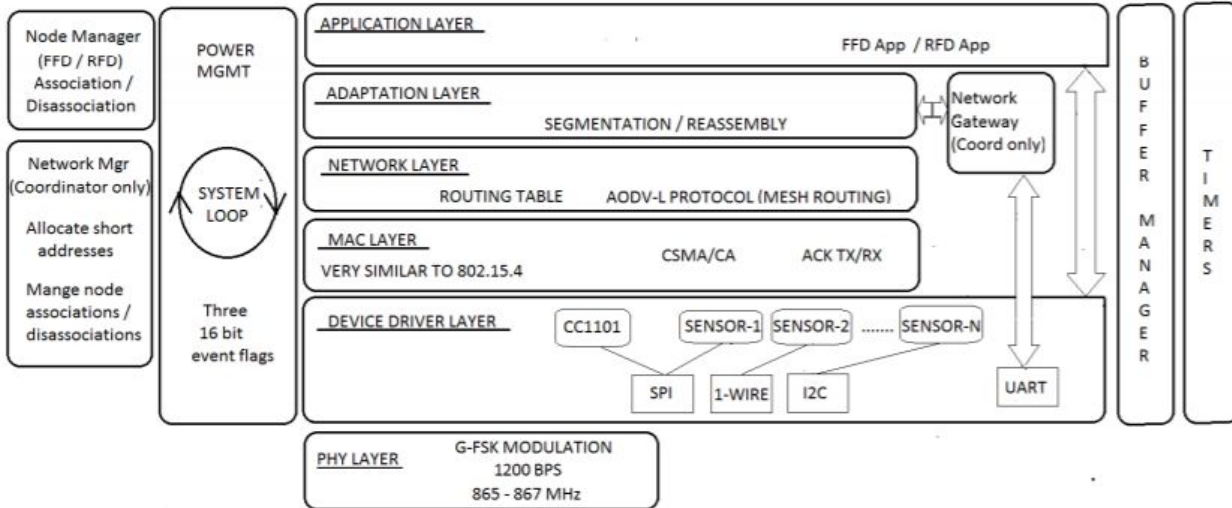 Node Manager
(FFD / RFD)
Association /
Disassociation
Network Mgr
(Coordinator only)
Allocate short
addresses
Mange node
associations /
disassociations
POWER
MGMT
SYSTEM
LOOP
Three
16 bit
event flags
APPLICATION LAYER
FFD App / RFD App
ADAPTATION LAYER
SEGMENTATION / REASSEMBLY
Network
Gateway
(Coord only)
NETWORK LAYER
ROUTING TABLE AODV-L PROTOCOL (MESH ROUTING)
MAC LAYER
CSMA/CA ACK TX/RX
VERY SIMILAR TO 802.15.4
DEVICE DRIVER LAYER
CC1101 SENSOR-1 SENSOR-2 ....... SENSOR-N
SPI 1-WIRE I2C UART
PHY LAYER
G-FSK MODULATION
1200 BPS
865 - 867 MHz
BUFFER MANAGER
TIMERS